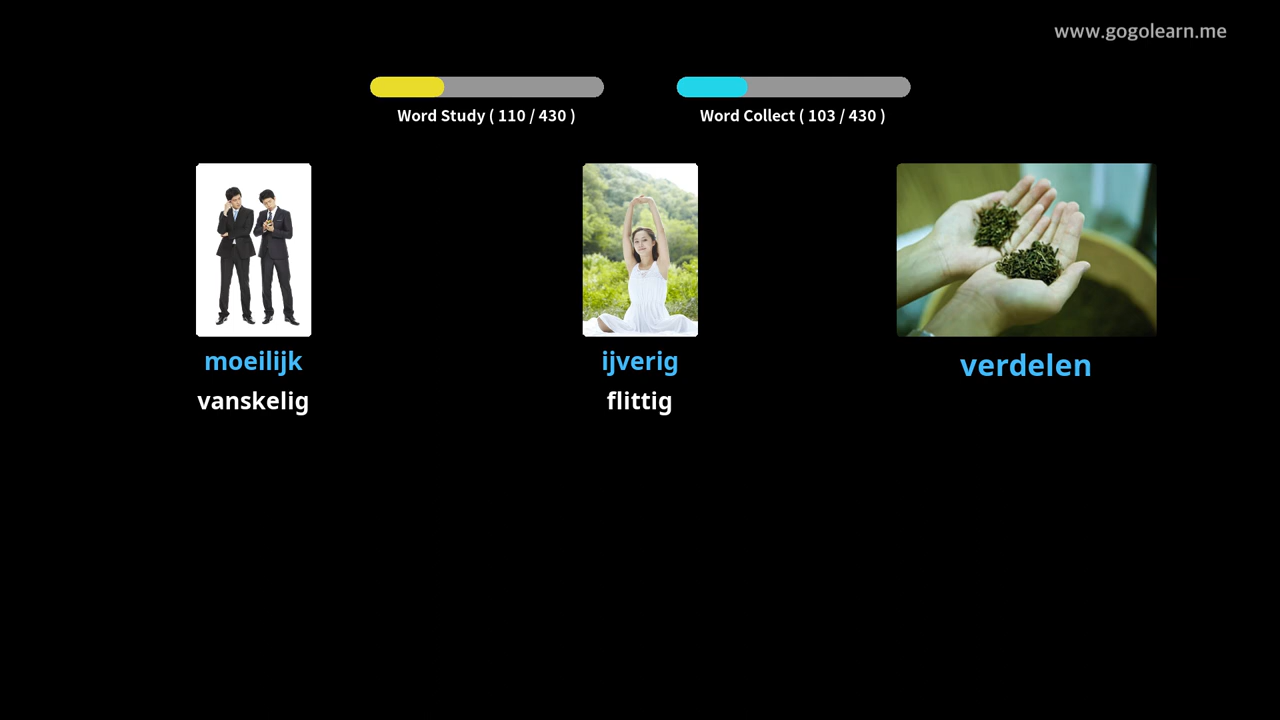 www.gogolearn.me
Word Study ( 110 / 430 )
Word Collect ( 103 / 430 )
moeilijk
vanskelig
ijverig
flittig
verdelen